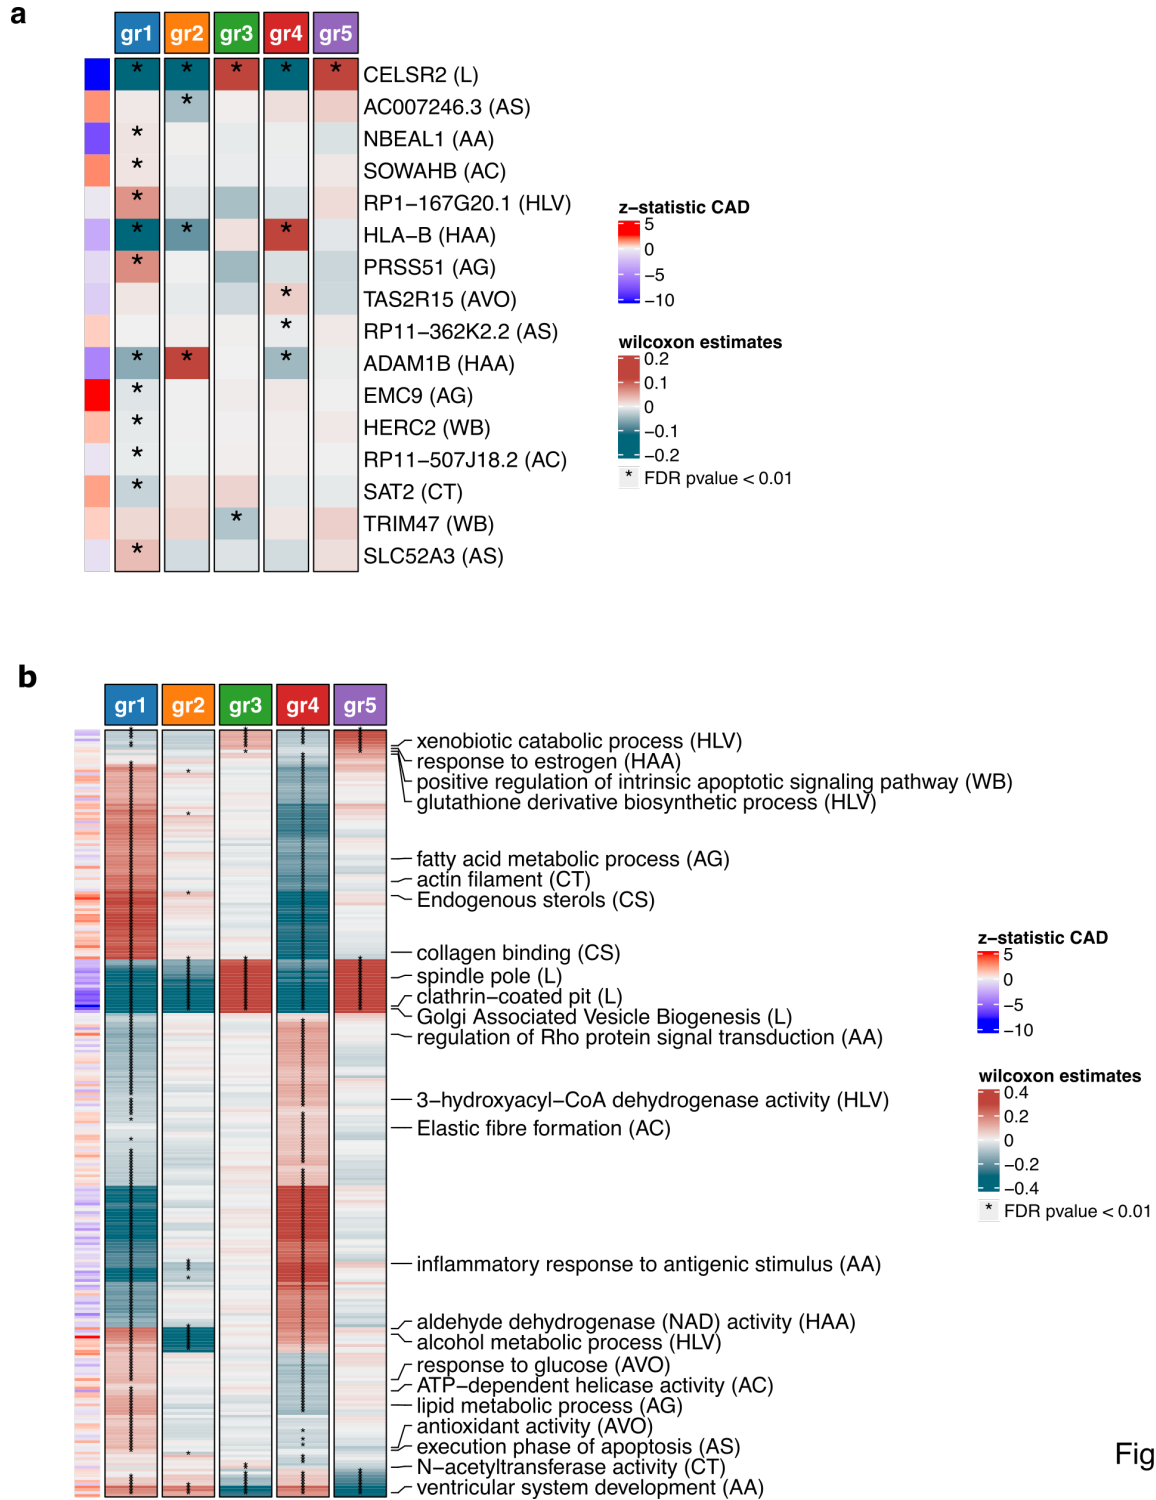 a
gr1 gr2 gr3 gr4 gr5
CELSR2 (L)
AC007246.3 (AS)
NBEAL1 (AA)
SOWAHB (AC)
RP1−167G20.1 (HLV)
HLA−B (HAA)
PRSS51 (AG)
TAS2R15 (AVO)
RP11−362K2.2 (AS)
ADAM1B (HAA)
EMC9 (AG)
HERC2 (WB)
RP11−507J18.2 (AC)
SAT2 (CT)
TRIM47 (WB)
SLC52A3 (AS)
z−statistic CAD
5
0
−5
−10
wilcoxon estimates
0.2
0.1
0
−0.1
−0.2
* FDR pvalue < 0.01
b
gr1 gr2 gr3 gr4 gr5
xenobiotic catabolic process (HLV)
response to estrogen (HAA)
positive regulation of intrinsic apoptotic signaling pathway (WB)
glutathione derivative biosynthetic process (HLV)
fatty acid metabolic process (AG)
actin filament (CT)
Endogenous sterols (CS)
collagen binding (CS)
spindle pole (L)
clathrin−coated pit (L)
Golgi Associated Vesicle Biogenesis (L)
regulation of Rho protein signal transduction (AA)
3−hydroxyacyl−CoA dehydrogenase activity (HLV)
Elastic fibre formation (AC)
inflammatory response to antigenic stimulus (AA)
aldehyde dehydrogenase (NAD) activity (HAA)
alcohol metabolic process (HLV)
response to glucose (AVO)
ATP−dependent helicase activity (AC)
lipid metabolic process (AG)
antioxidant activity (AVO)
execution phase of apoptosis (AS)
N−acetyltransferase activity (CT)
ventricular system development (AA)
z−statistic CAD
5
0
−5
−10
wilcoxon estimates
0.4
0.2
0
−0.2
−0.4
* FDR pvalue < 0.01
Fig